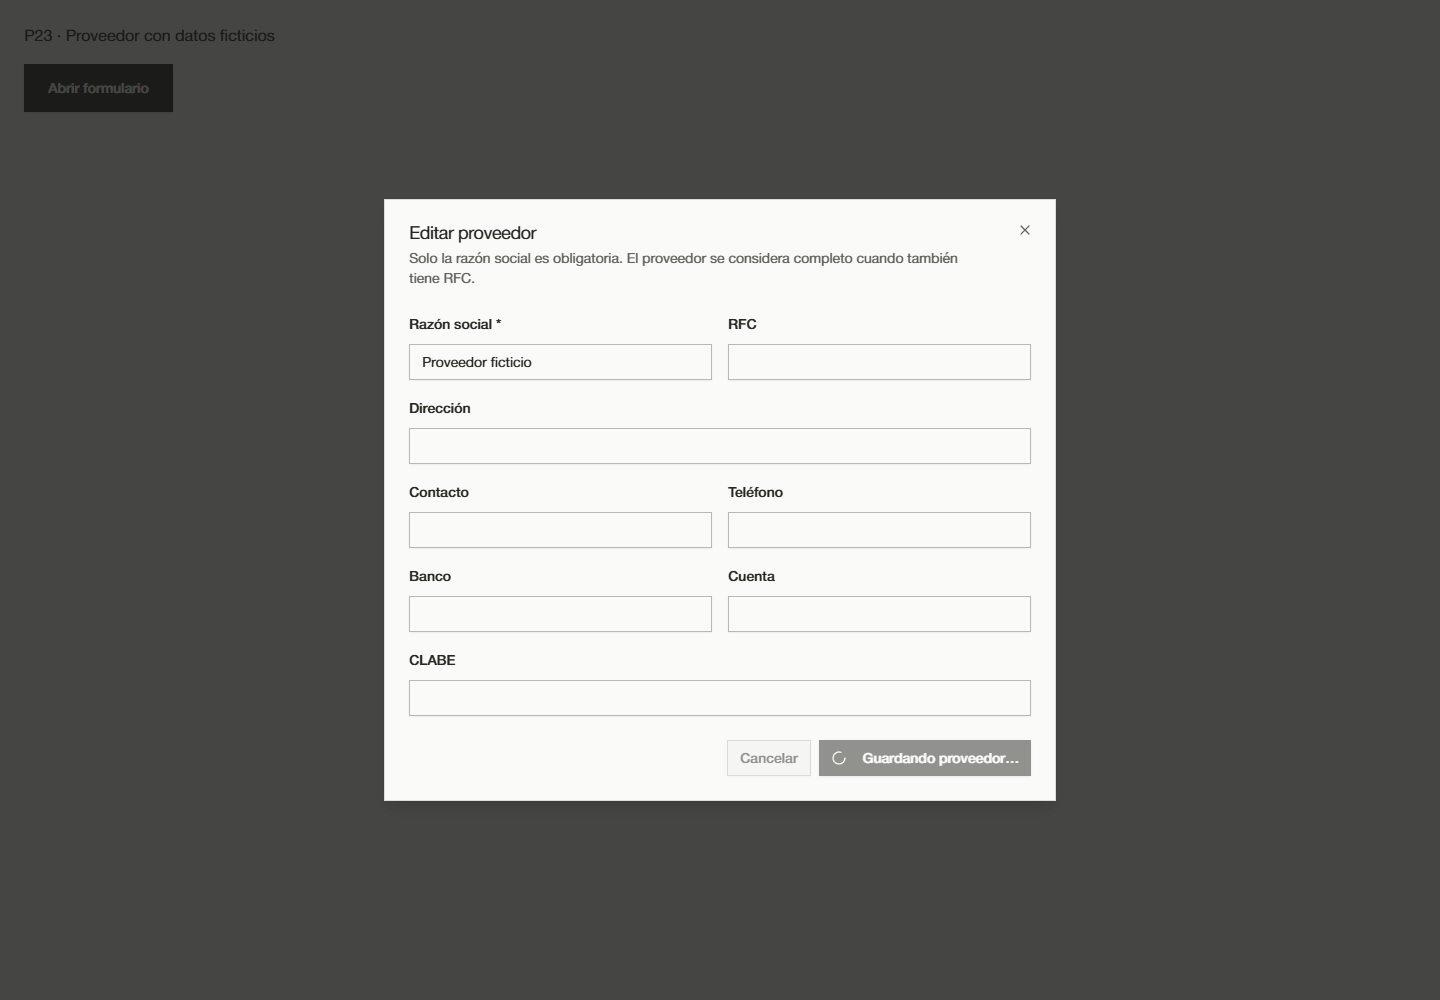 P23 · Proveedor con datos ficticios
Abrir formulario
Editar proveedor
Solo la razón social es obligatoria. El proveedor se considera completo cuando también
tiene RFC.
Razón social *
RFC
Proveedor ficticio
Dirección
Contacto
Teléfono
Banco
Cuenta
CLABE
Cancelar
Guardando proveedor...